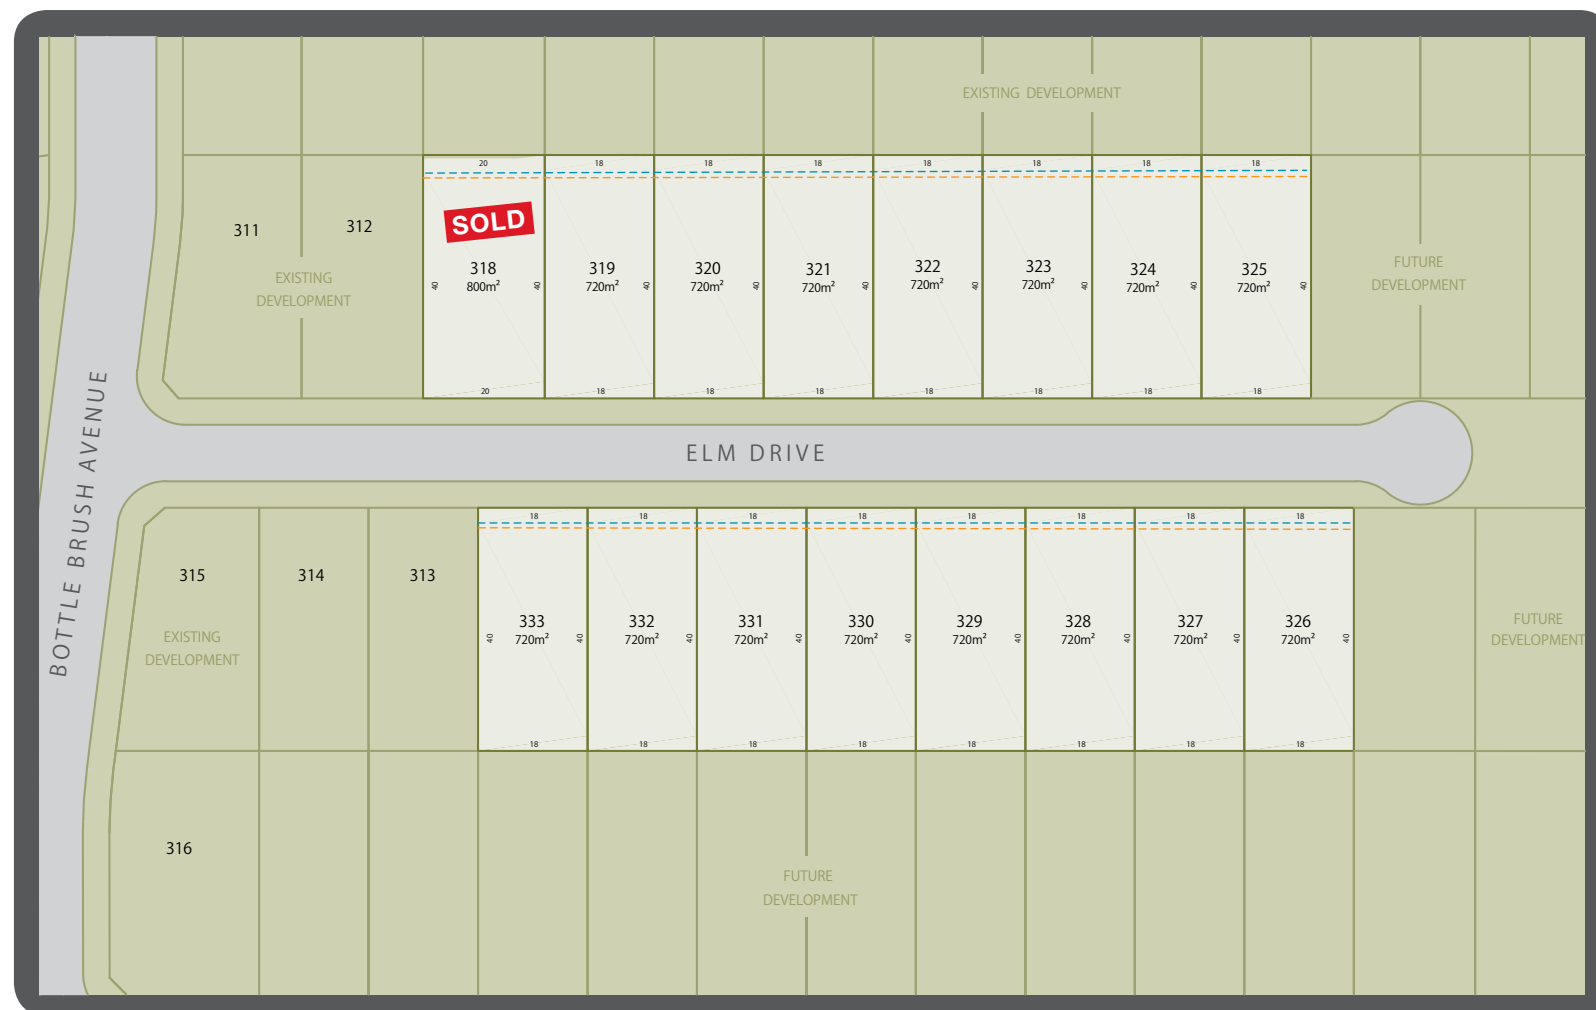 EXISTING DEVELOPMENT
20 18 18 18 18 18 18 18
SOLD
311
312
EXISTING
DEVELOPMENT
318
800m²
319
720m²
320
720m²
321
720m²
322
720m²
323
720m²
324
720m²
325
720m²
40 40 40 40 40 40 40 40 40
FUTURE
DEVELOPMENT
20 18 18 18 18 18 18 18
BOTTLE BRUSH AVENUE
ELM DRIVE
18 18 18 18 18 18 18 18
315
314
313
EXISTING
DEVELOPMENT
333
720m²
332
720m²
331
720m²
330
720m²
329
720m²
328
720m²
327
720m²
326
720m²
40 40 40 40 40 40 40 40 40
FUTURE
DEVELOPMENT
18 18 18 18 18 18 18 18
316
FUTURE
DEVELOPMENT